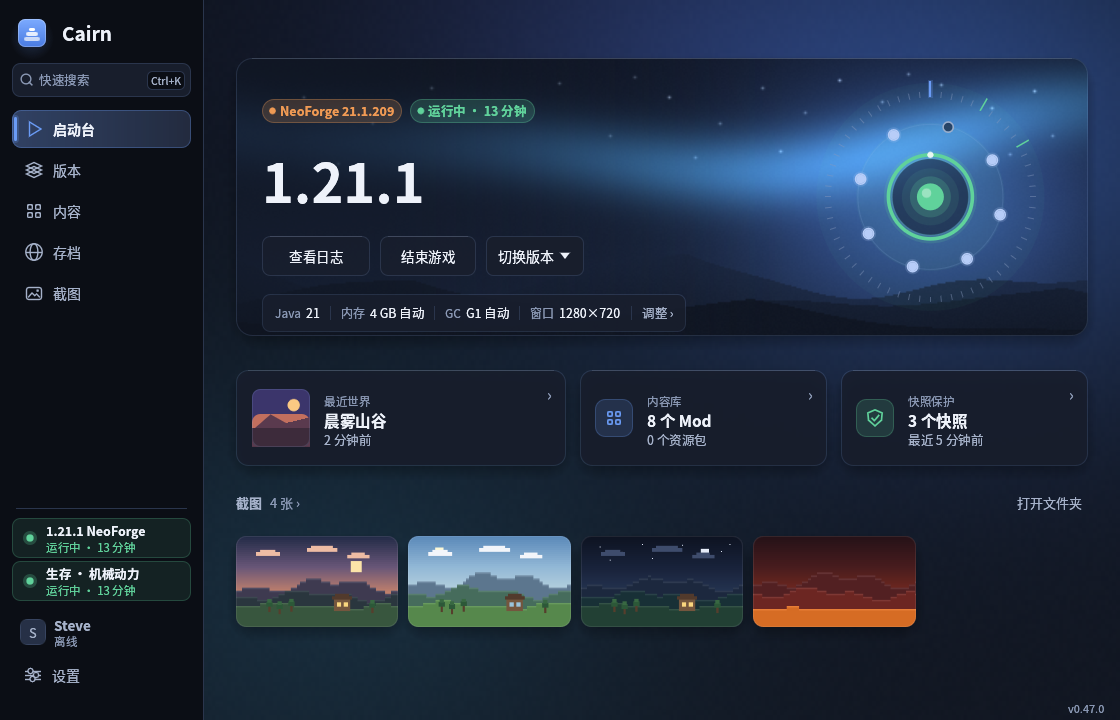 Cairn
快速搜索 Ctrl+K
启动台
版本
内容
存档
截图
1.21.1 NeoForge
运行中 · 13 分钟
生存 · 机械动力
运行中 · 13 分钟
S
Steve
离线
设置
NeoForge 21.1.209
运行中 · 13 分钟
1.21.1
查看日志
结束游戏
切换版本
Java 21 内存 4 GB 自动 GC G1 自动 窗口 1280×720 调整 ›
最近世界
晨雾山谷
2 分钟前
›
内容库
8 个 Mod
0 个资源包
›
快照保护
3 个快照
最近 5 分钟前
›
截图 4 张 ›
打开文件夹
v0.47.0